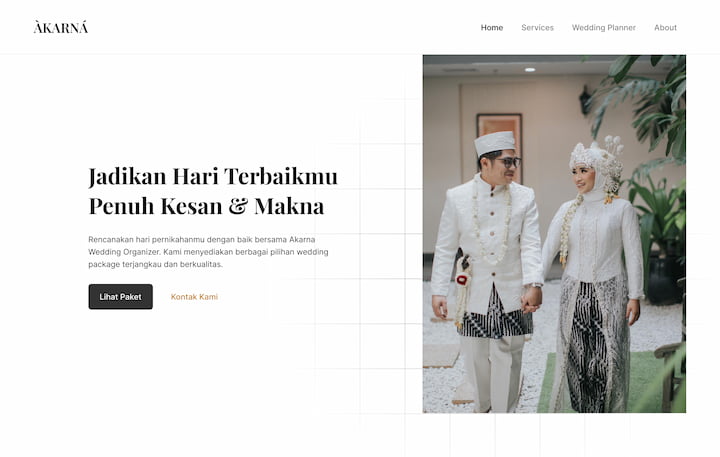 ÀKARNÁ
Home
Services
Wedding Planner
About
Jadikan Hari Terbaikmu
Penuh Kesan & Makna
Rencanakan hari pernikahanmu dengan baik bersama Akarna
Wedding Organizer. Kami menyediakan berbagai pilihan wedding
package terjangkau dan berkualitas.
Lihat Paket
Kontak Kami